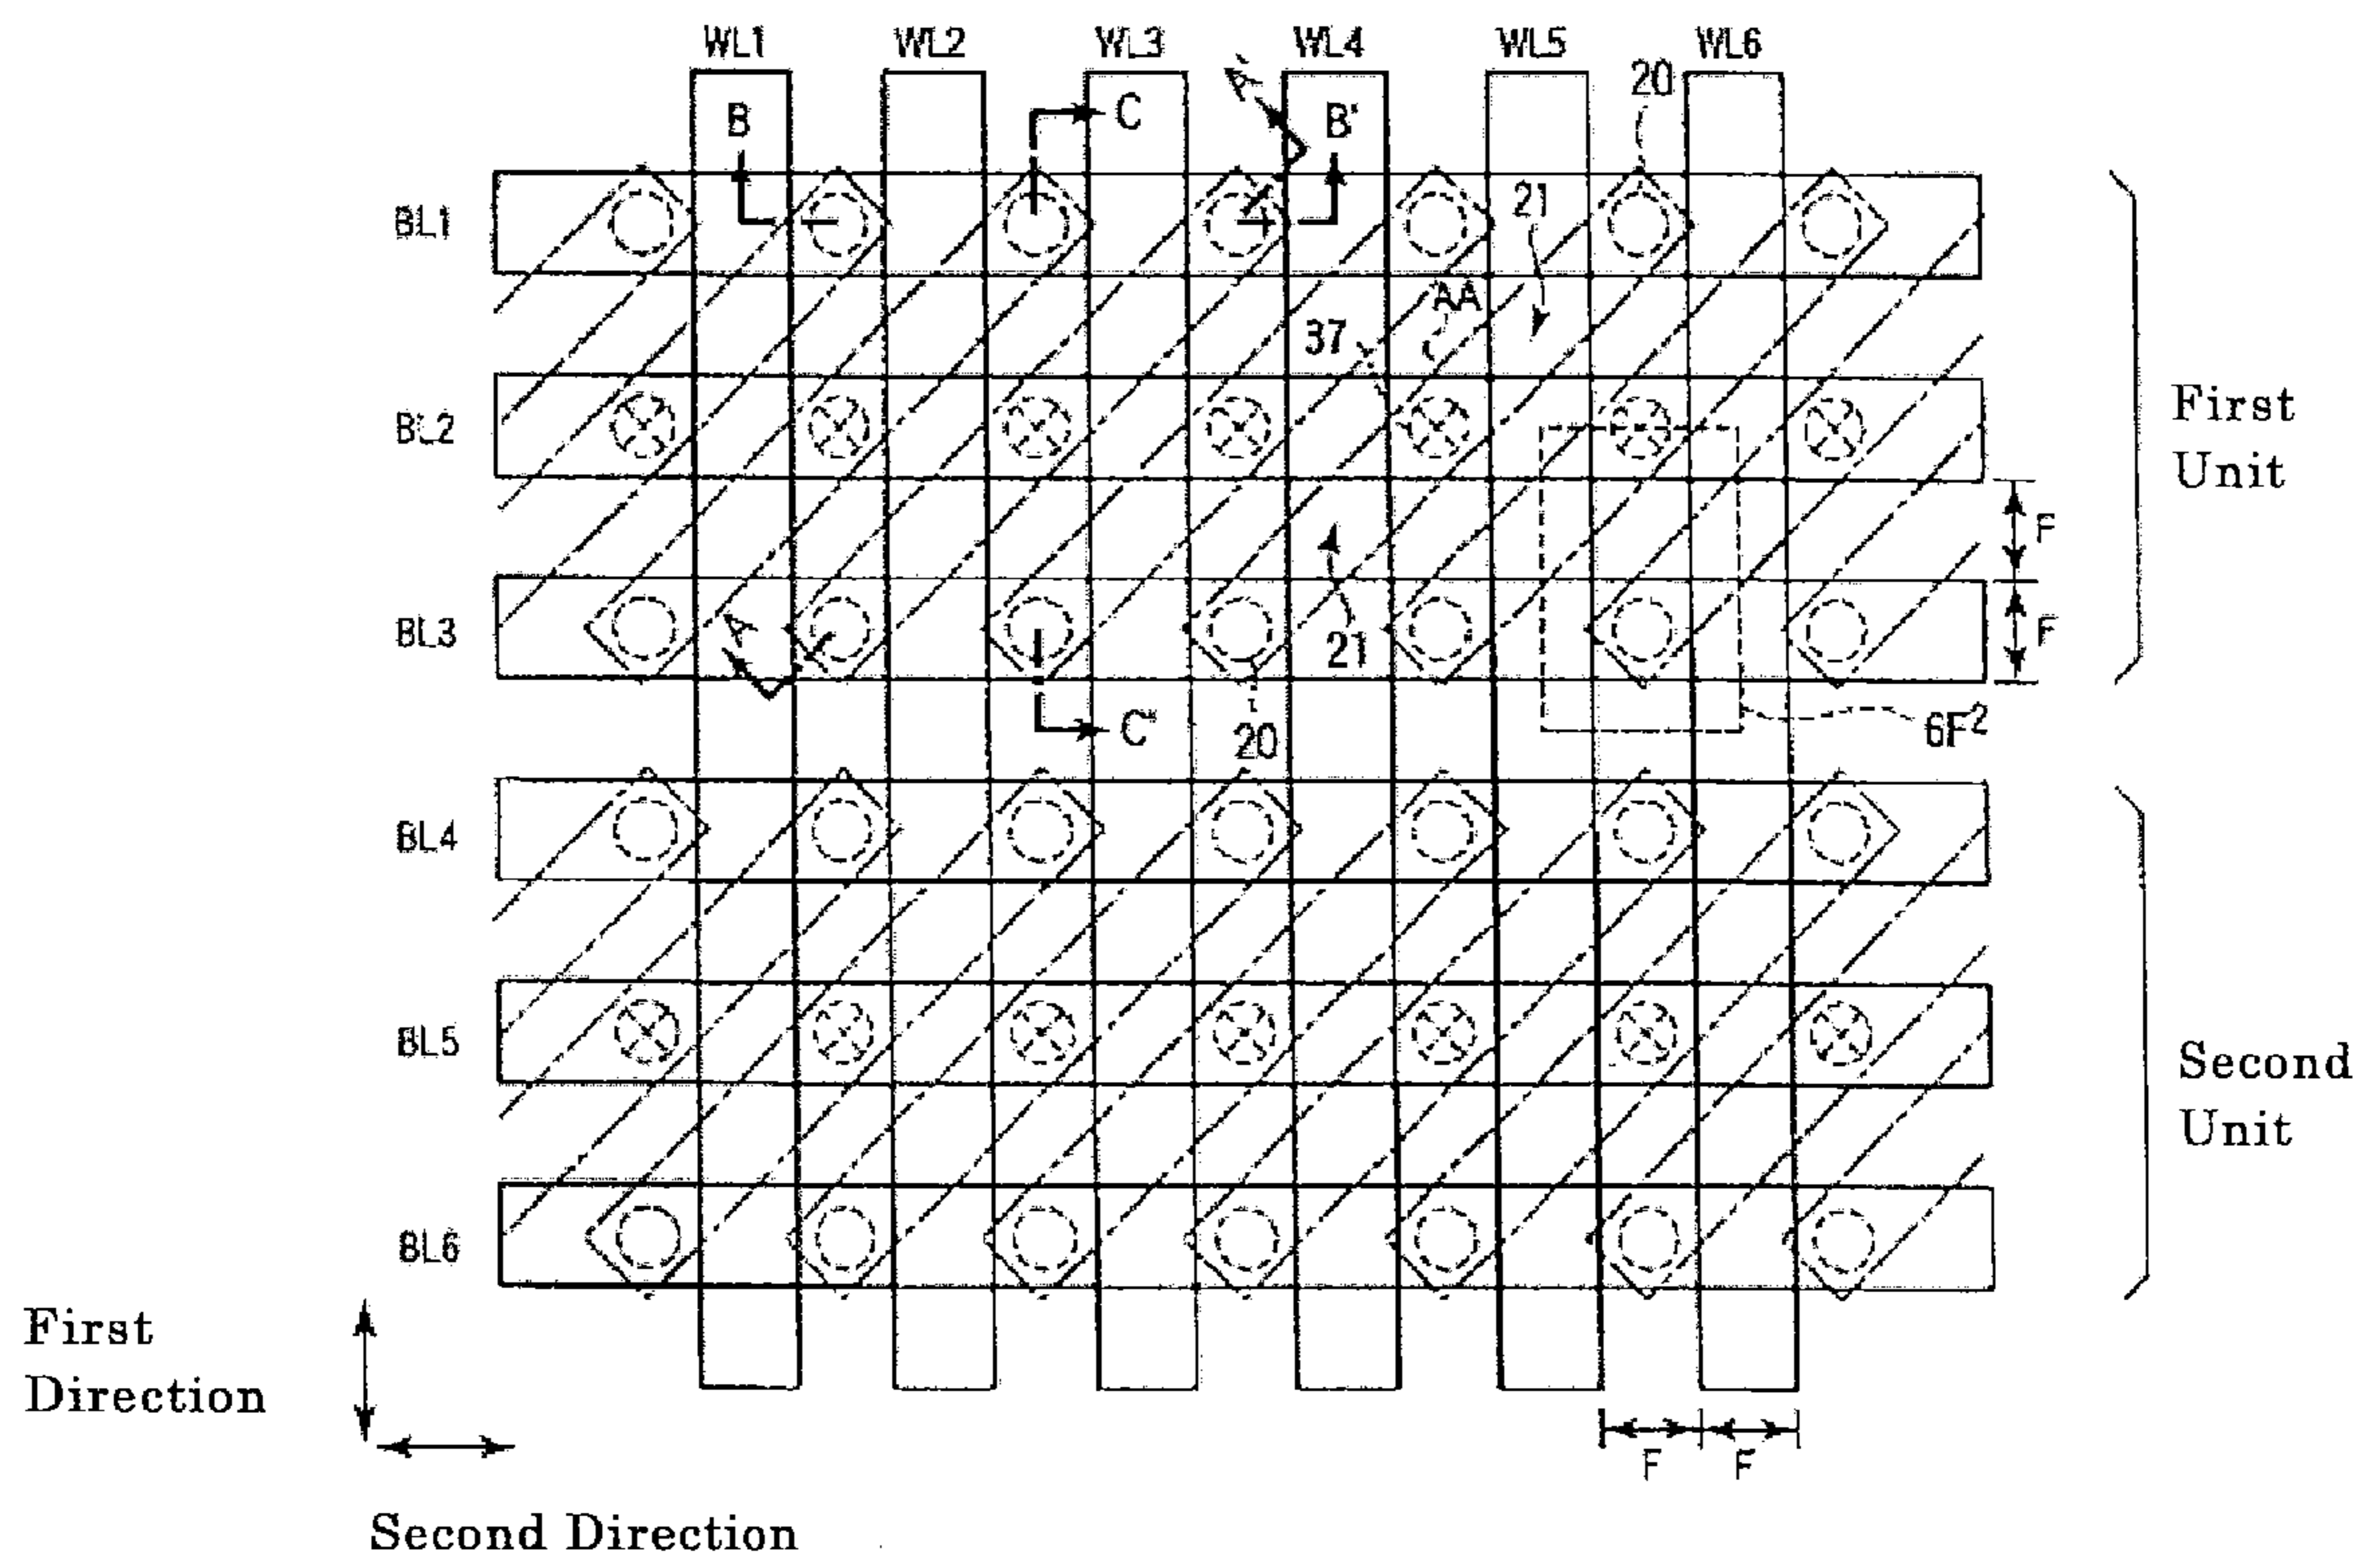 WL1 WL2 WL3 WL4 WL5 WL6
20
A'
B C B'
BL1
21
AA
37
BL2
First
Unit
F
BL3
A
21
F
C'
20
6F2
BL4
BL5
Second
Unit
BL6
First
Direction
F F
Second Direction